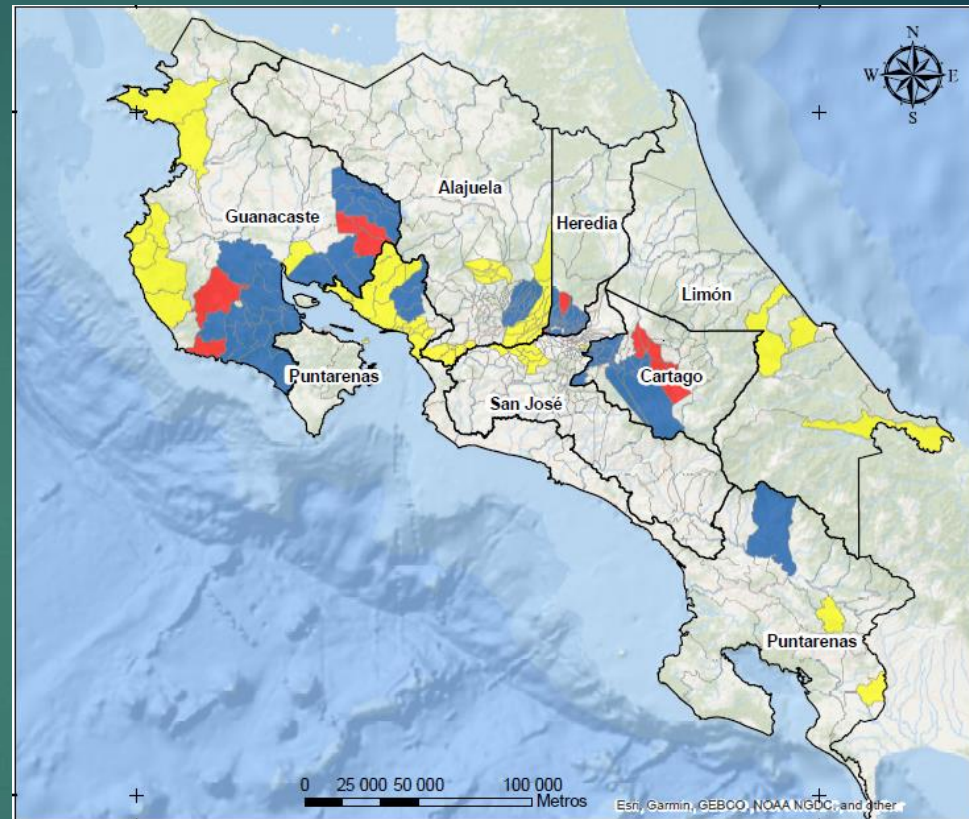 N
W E
S
Alajuela
Heredia
Guanacaste
Limón
Puntarenas
Cartago
San José
Puntarenas
0 25 000 50 000 100 000
Metros
Esri, Garmin, GEBCO, NOAA NGDC, and other